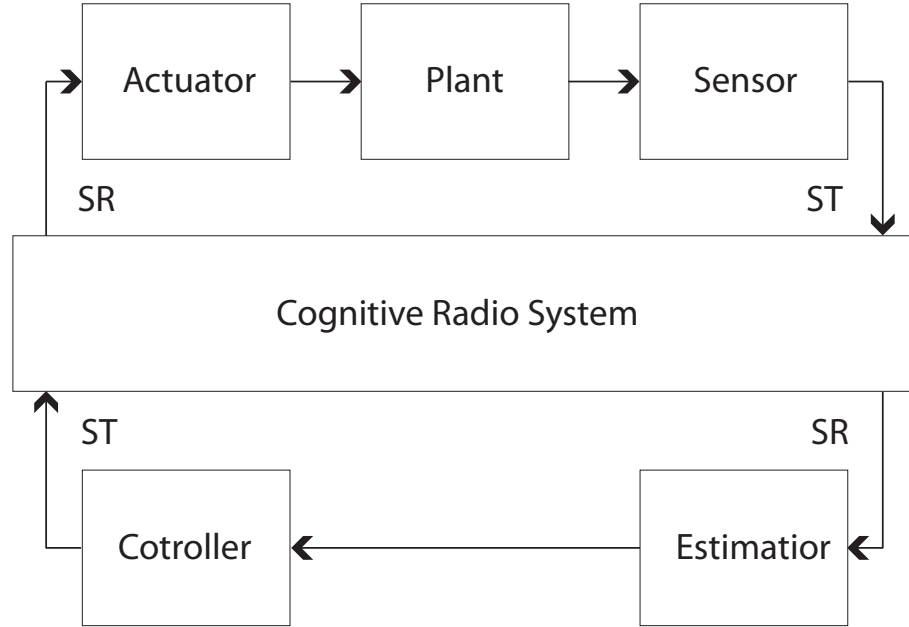 Actuator
Plant
Sensor
SR
ST
Cognitive Radio System
ST
SR
Cotroller
Estimatior